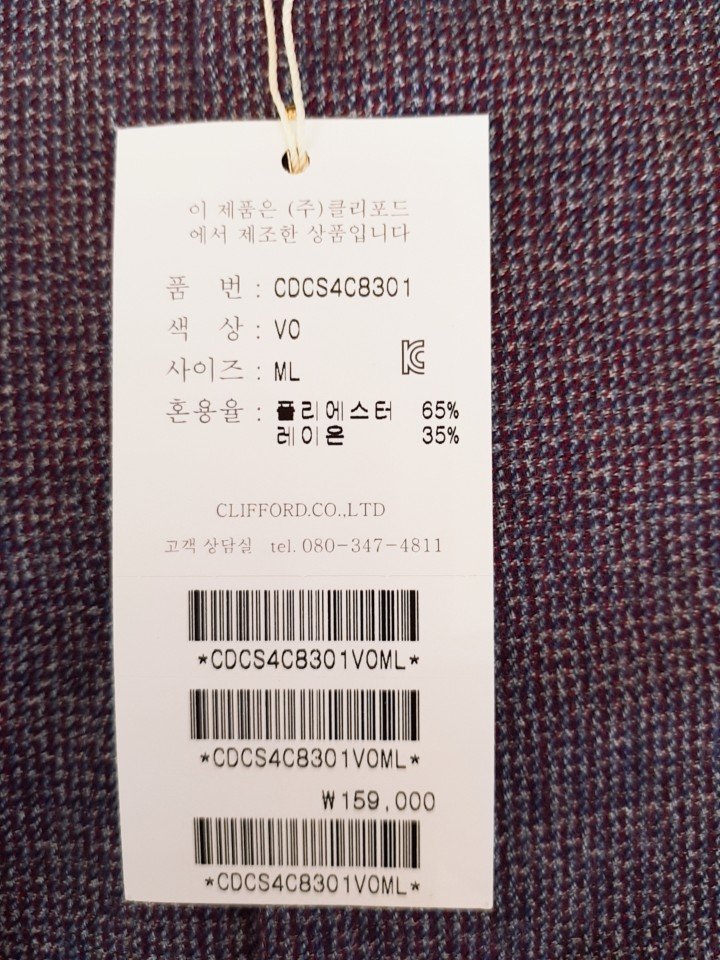 이 제품은 (주)클리포드
에서 제조한 상품입니다
품 번 : CDCS4C8301
색 상 : VO
사이즈 : ML
KC
혼용율 : 폴리에스터 65%
레이온 35%
CLIFFORD.CO.,LTD
고객 상담실 tel. 080-347-4811
*CDCS4C8301VOML*
*CDCS4C8301VOML*
₩159,000
*CDCS4C8301VOML*